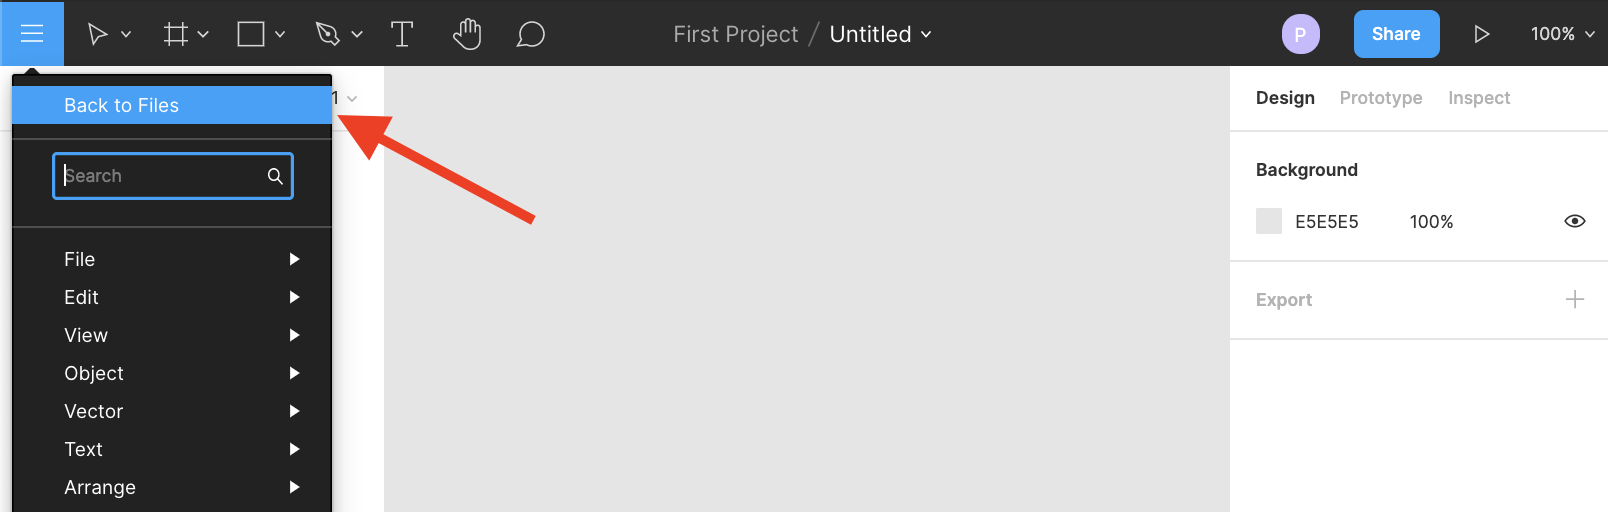 First Project / Untitled
P
Share
100%
Back to Files
1
Search
File
Edit
View
Object
Vector
Text
Arrange
Design Prototype Inspect
Background
E5E5E5 100%
Export